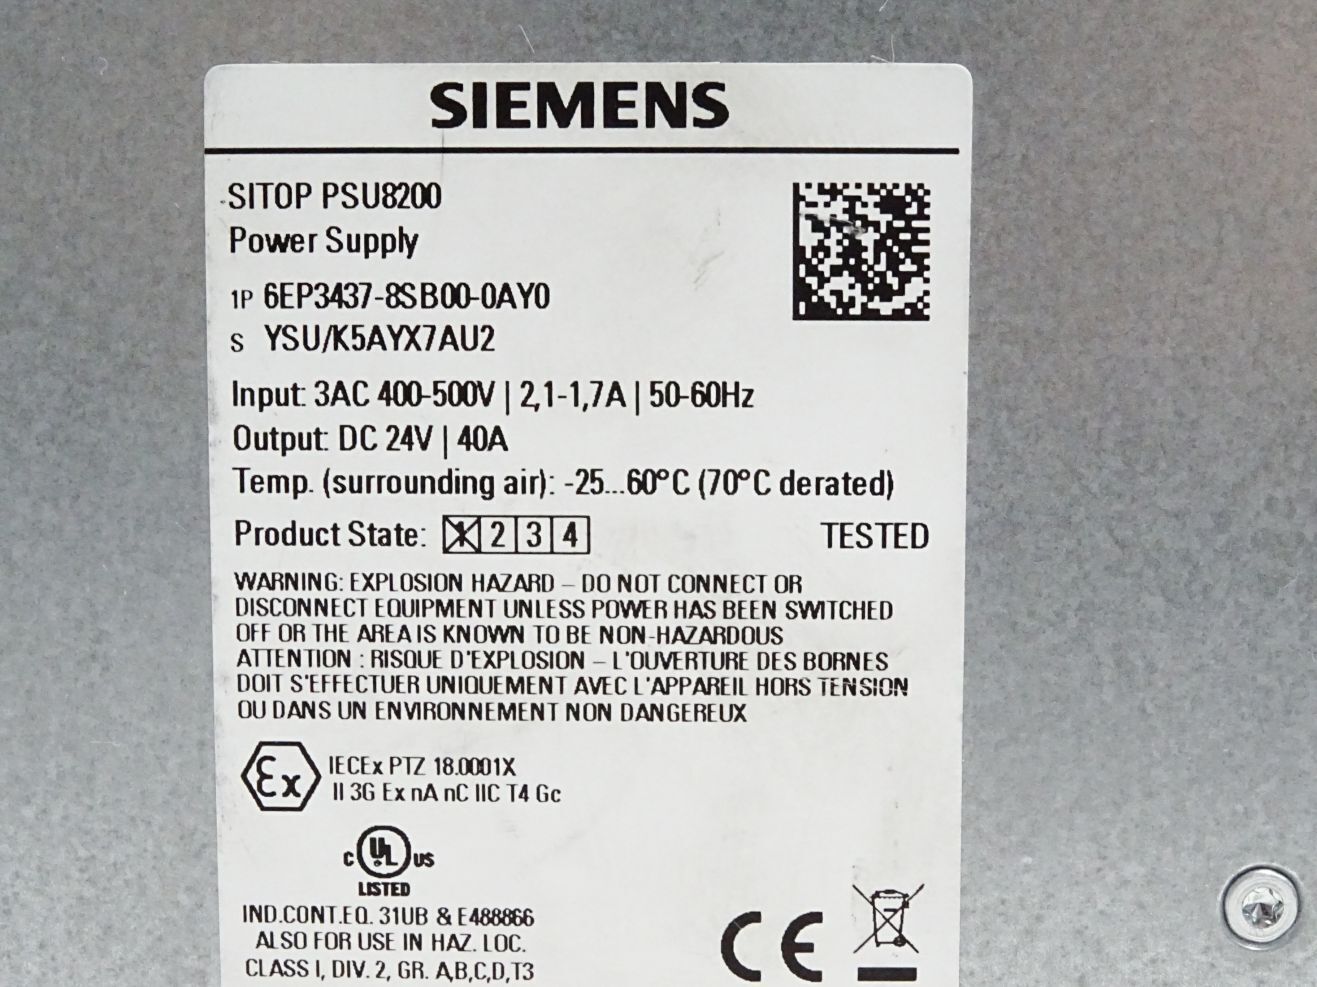 SIEMENS
SITOP PSU8200
Power Supply
1P 6EP3437-8SB00-0AY0
S YSU/K5AYX7AU2
Input: 3AC 400-500V | 2,1-1,7A | 50-60Hz
Output: DC 24V | 40A
Temp. (surrounding air): -25...60°C (70°C derated)
Product State: 1 2 3 4 TESTED
WARNING: EXPLOSION HAZARD – DO NOT CONNECT OR
DISCONNECT EQUIPMENT UNLESS POWER HAS BEEN SWITCHED
OFF OR THE AREA IS KNOWN TO BE NON-HAZARDOUS
ATTENTION : RISQUE D'EXPLOSION – L'OUVERTURE DES BORNES
DOIT S'EFFECTUER UNIQUEMENT AVEC L'APPAREIL HORS TENSION
OU DANS UN ENVIRONNEMENT NON DANGEREUX
Ex IECEx PTZ 18.0001X
II 3G Ex nA nC IIC T4 Gc
C UL US
LISTED
IND.CONT.EQ. 31UB & E488866
ALSO FOR USE IN HAZ. LOC.
CLASS I, DIV. 2, GR. A,B,C,D,T3
CE